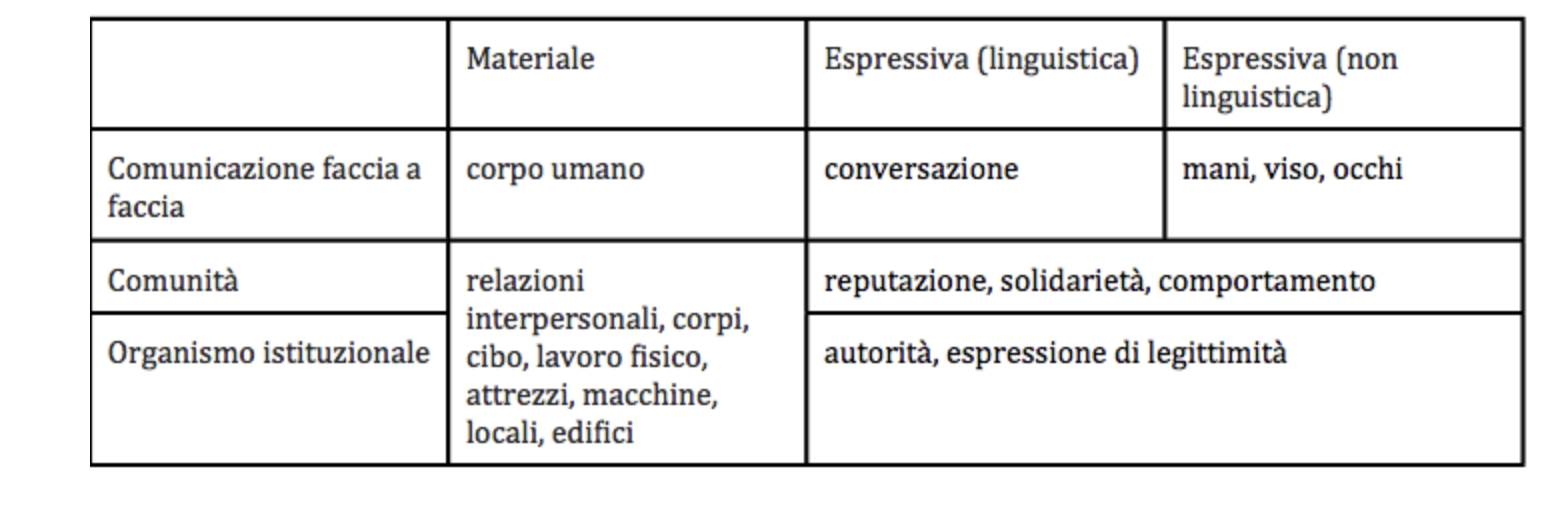 Materiale
Espressiva (linguistica)
Espressiva (non
linguistica)
Comunicazione faccia a
faccia
corpo umano
conversazione
mani, viso, occhi
Comunità
relazioni
interpersonali, corpi,
cibo, lavoro fisico,
attrezzi, macchine,
locali, edifici
reputazione, solidarietà, comportamento
Organismo istituzionale
autorità, espressione di legittimità